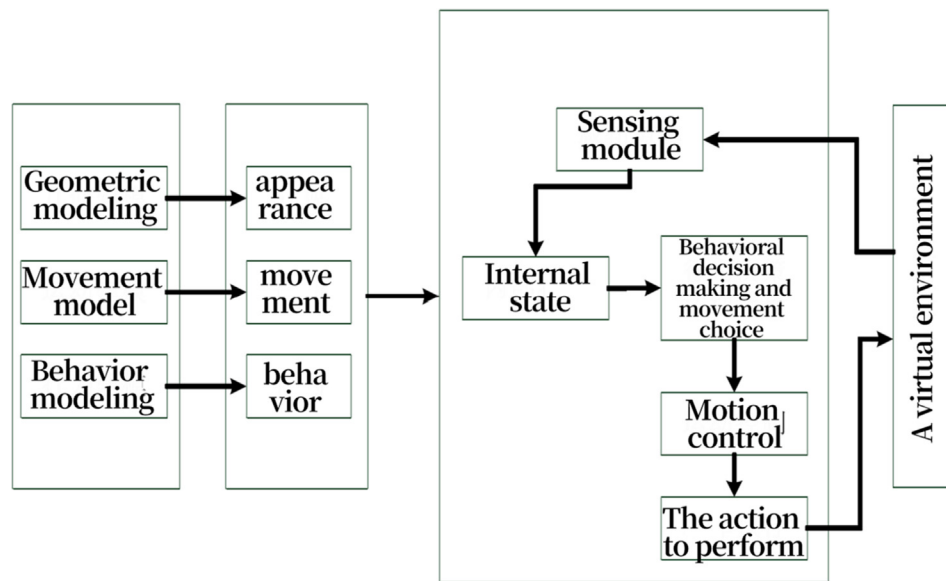 Geometric
modeling
Movement
model
Behavior
modeling
appea
rance
move
ment
beha
vior
Sensing
module
Internal
state
Behavioral
decision
making and
movement
choice
Motion
control
The action
to perform
A virtual environment